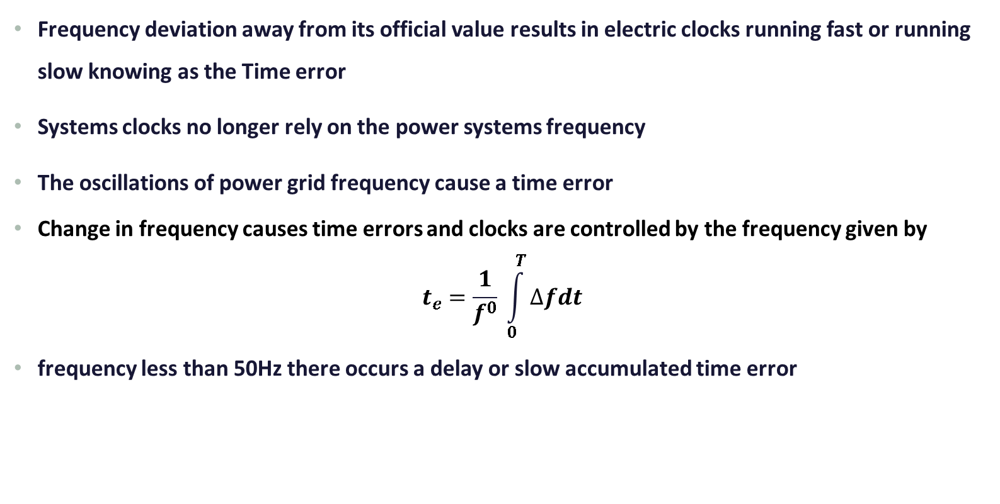 • Frequency deviation away from its official value results in electric clocks running fast or running
slow knowing as the Time error
• Systems clocks no longer rely on the power systems frequency
• The oscillations of power grid frequency cause a time error
• Change in frequency causes time errors and clocks are controlled by the frequency given by
t_e = \frac{1}{f^0} \int_0^T Δfdt
• frequency less than 50Hz there occurs a delay or slow accumulated time error